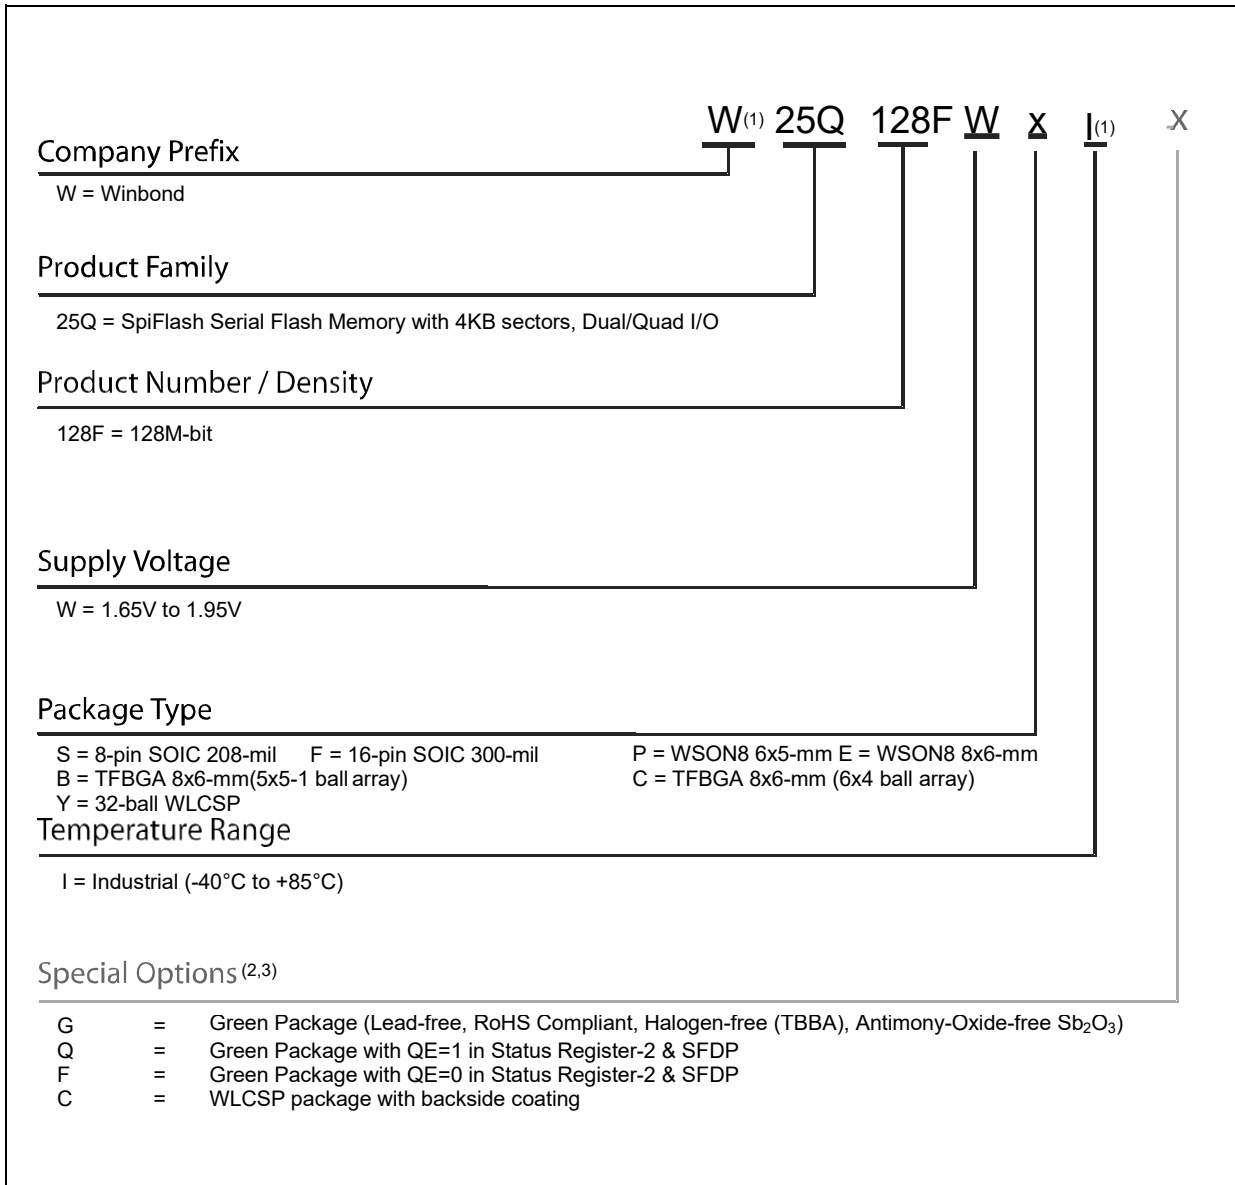 W(1) 25Q 128F W x I(1) x
Company Prefix
W = Winbond
Product Family
25Q = SpiFlash Serial Flash Memory with 4KB sectors, Dual/Quad I/O
Product Number / Density
128F = 128M-bit
Supply Voltage
W = 1.65V to 1.95V
Package Type
S = 8-pin SOIC 208-mil F = 16-pin SOIC 300-mil P = WSON8 6x5-mm E = WSON8 8x6-mm
B = TFBGA 8x6-mm(5x5-1 ball array) C = TFBGA 8x6-mm (6x4 ball array)
Y = 32-ball WLCSP
Temperature Range
I = Industrial (-40°C to +85°C)
Special Options (2,3)
G = Green Package (Lead-free, RoHS Compliant, Halogen-free (TBBA), Antimony-Oxide-free Sb2O3)
Q = Green Package with QE=1 in Status Register-2 & SFDP
F = Green Package with QE=0 in Status Register-2 & SFDP
C = WLCSP package with backside coating